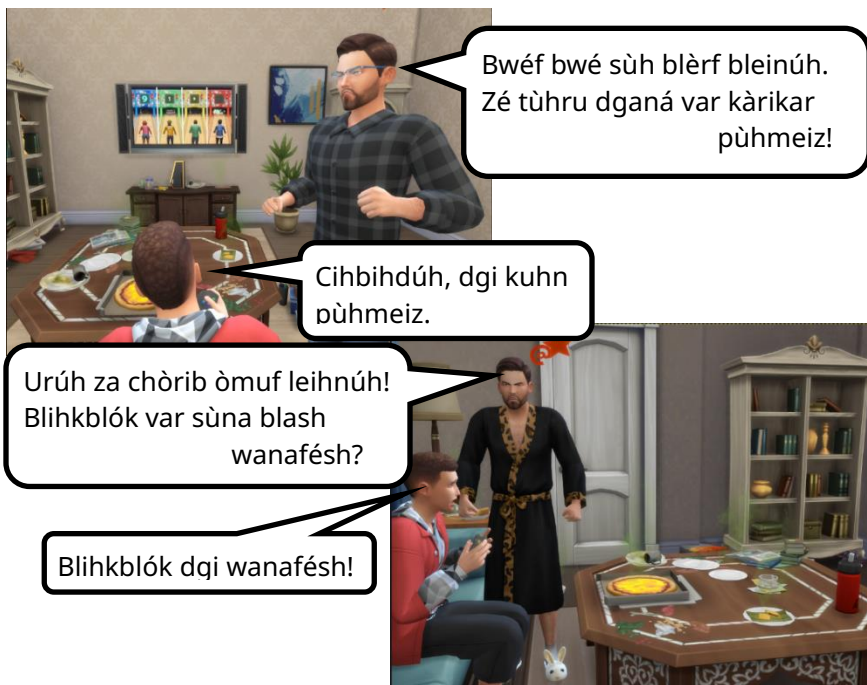 Bwéf bwé sùh blèrf bleinúh.
Zé tùhru dganá var kàrikar
pùhmeiz!
Cihbihdúh, dgi kuhn
pùhmeiz.
Urúh za chòrib òmuf leihnúh!
Blihkblók var sùna blash
wanafésh?
Blihkblók dgi wanafésh!